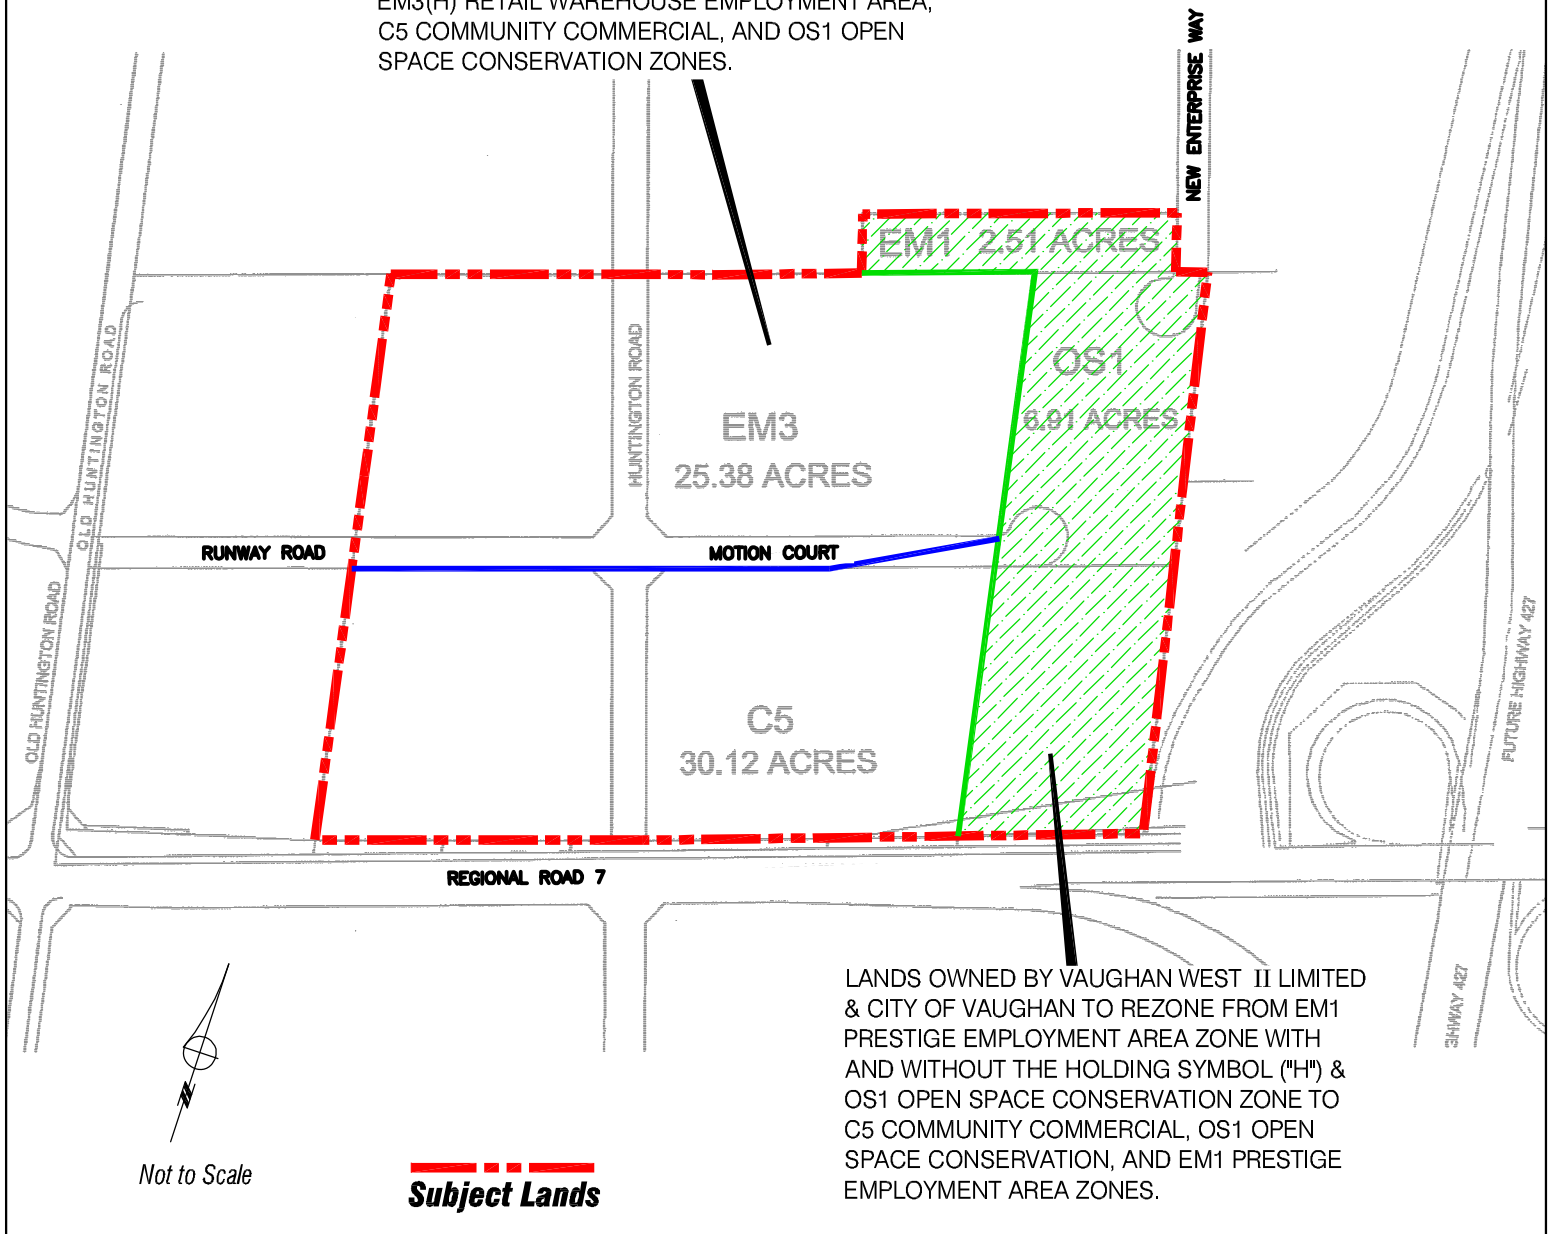 EM3(H) RETAIL WAREHOUSE EMPLOYMENT AREA,
C5 COMMUNITY COMMERCIAL, AND OS1 OPEN
SPACE CONSERVATION ZONES.
NEW ENTERPRISE WAY
EM1 2.51 ACRES
OS1
6.91 ACRES
OLD HUNTINGTON ROAD
HUNTINGTON ROAD
EM3
25.38 ACRES
RUNWAY ROAD
MOTION COURT
OLD HUNTINGTON ROAD
C5
30.12 ACRES
FUTURE HIGHWAY 427
REGIONAL ROAD 7
427
LANDS OWNED BY VAUGHAN WEST II LIMITED
& CITY OF VAUGHAN TO REZONE FROM EM1
PRESTIGE EMPLOYMENT AREA ZONE WITH
AND WITHOUT THE HOLDING SYMBOL ("H") &
OS1 OPEN SPACE CONSERVATION ZONE TO
C5 COMMUNITY COMMERCIAL, OS1 OPEN
SPACE CONSERVATION, AND EM1 PRESTIGE
EMPLOYMENT AREA ZONES.
N
Not to Scale
Subject Lands